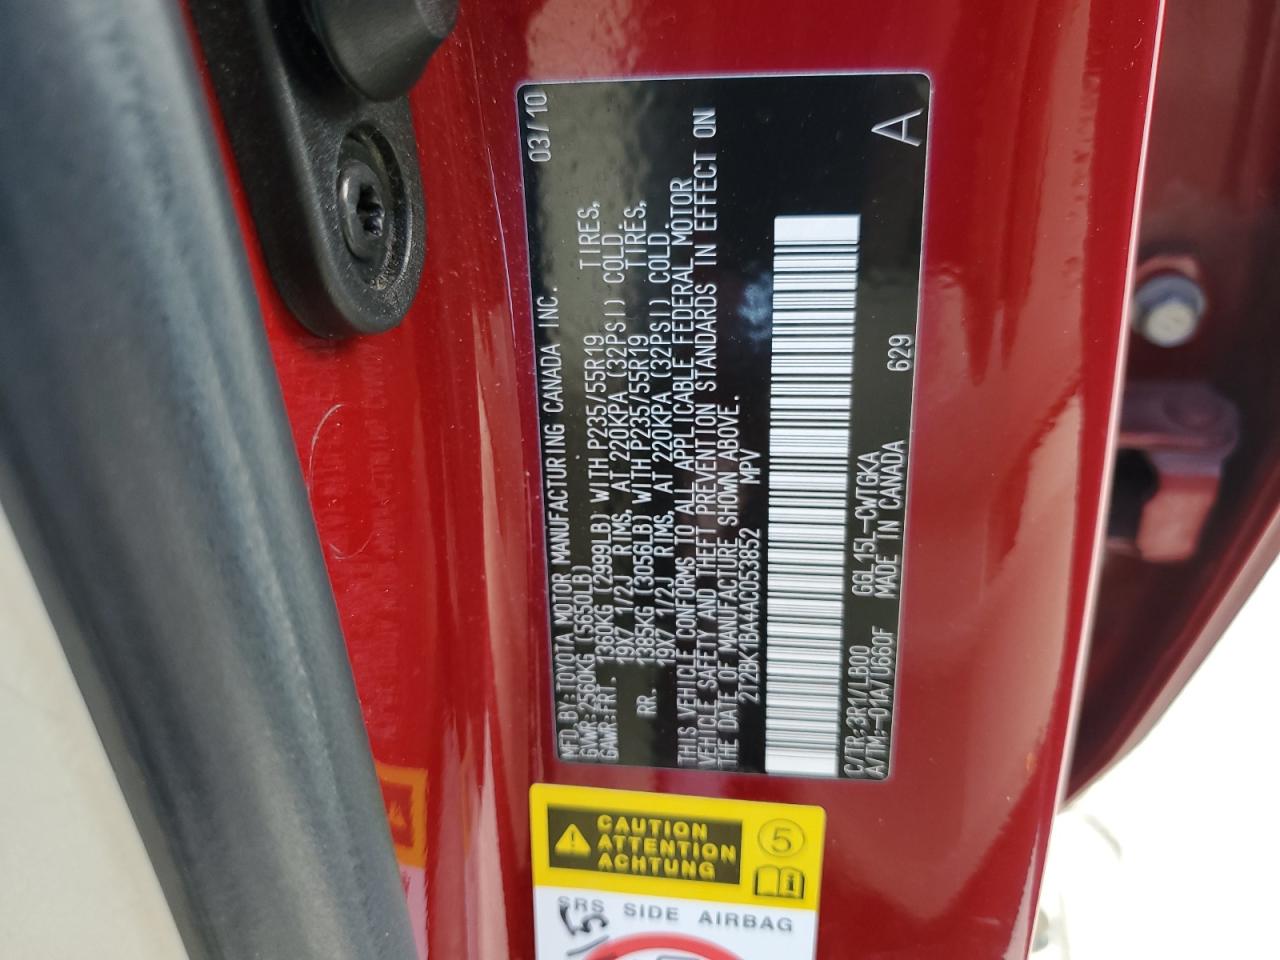 MFD. BY: TOYOTA MOTOR MANUFACTURING CANADA INC. 03/10
GVWR: 2560KG (5650LB)
GAWR: FRT. 1360KG (2999LB) WITH P235/55R19 TIRES,
19X7 1/2J RIMS, AT 220KPA (32PSI) COLD.
RR. 1385KG (3056LB) WITH P235/55R19 TIRES,
19X7 1/2J RIMS, AT 220KPA (32PSI) COLD.
THIS VEHICLE CONFORMS TO ALL APPLICABLE FEDERAL MOTOR
VEHICLE SAFETY AND THEFT PREVENTION STANDARDS IN EFFECT ON
THE DATE OF MANUFACTURE SHOWN ABOVE.
2T2BK1BA4AC053852 MPV
C/TR: 3R1/LB00 GGL15L-CWTGKA 629
A/TM: -01A/U660F MADE IN CANADA A
CAUTION
ATTENTION
ACHTUNG
5
SRS SIDE AIRBAG